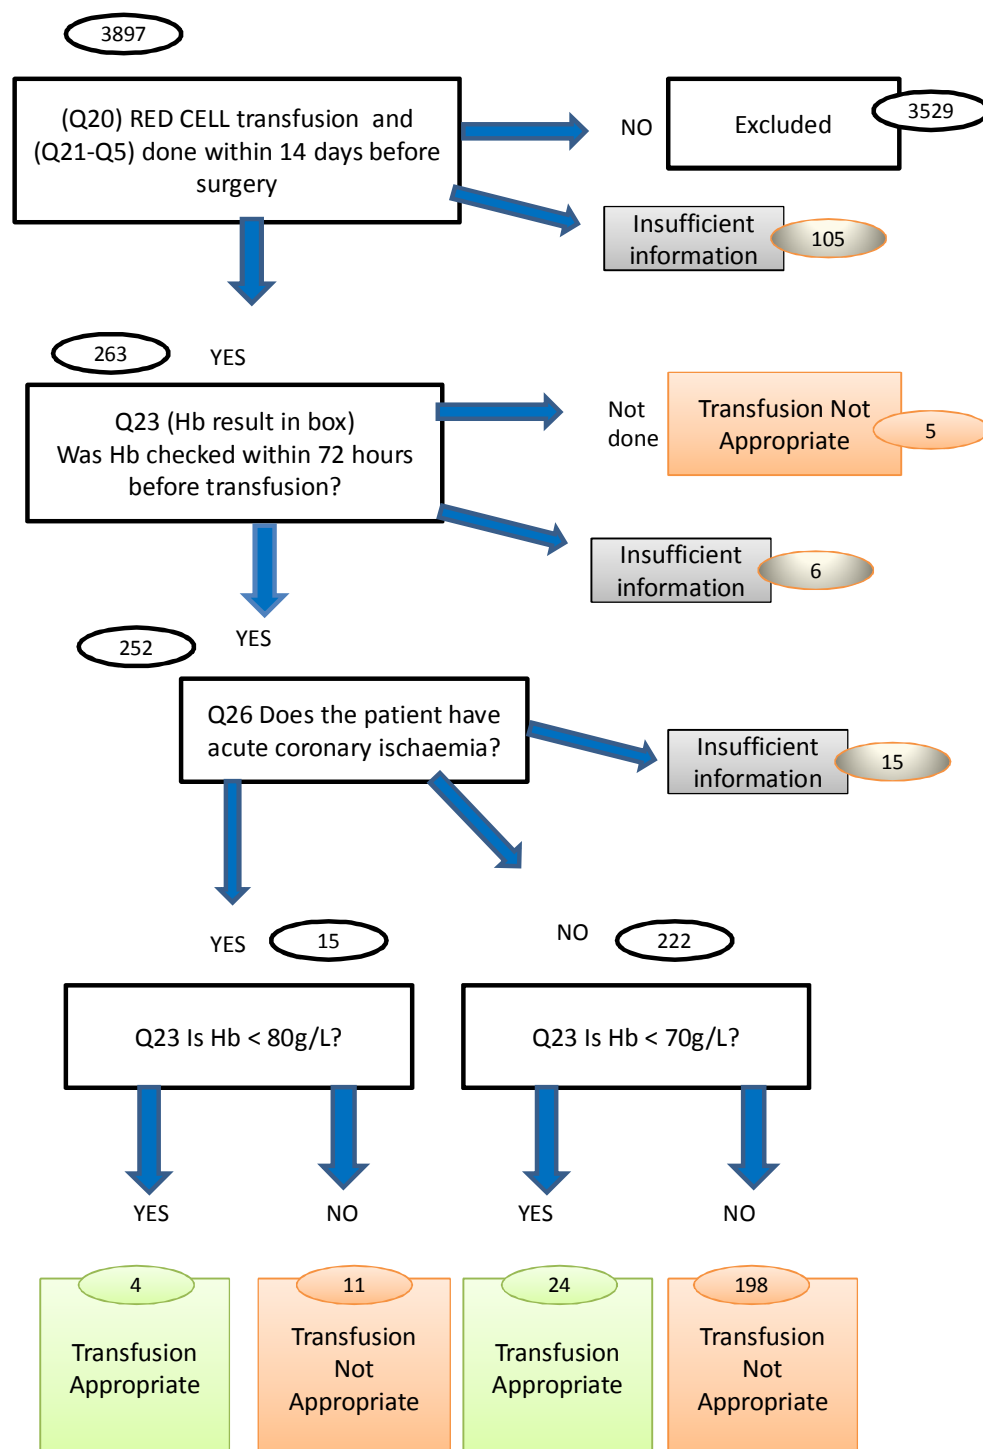 3897
(Q20) RED CELL transfusion and
(Q21-Q5) done within 14 days before
surgery
NO
Excluded
3529
Insufficient
information
105
263
YES
Q23 (Hb result in box)
Was Hb checked within 72 hours
before transfusion?
Not
done
Transfusion Not
Appropriate
5
Insufficient
information
6
252
YES
Q26 Does the patient have
acute coronary ischaemia?
Insufficient
information
15
YES
15
NO
222
Q23 Is Hb < 80g/L?
Q23 Is Hb < 70g/L?
YES
NO
YES
NO
4
Transfusion
Appropriate
11
Transfusion
Not
Appropriate
24
Transfusion
Appropriate
198
Transfusion
Not
Appropriate